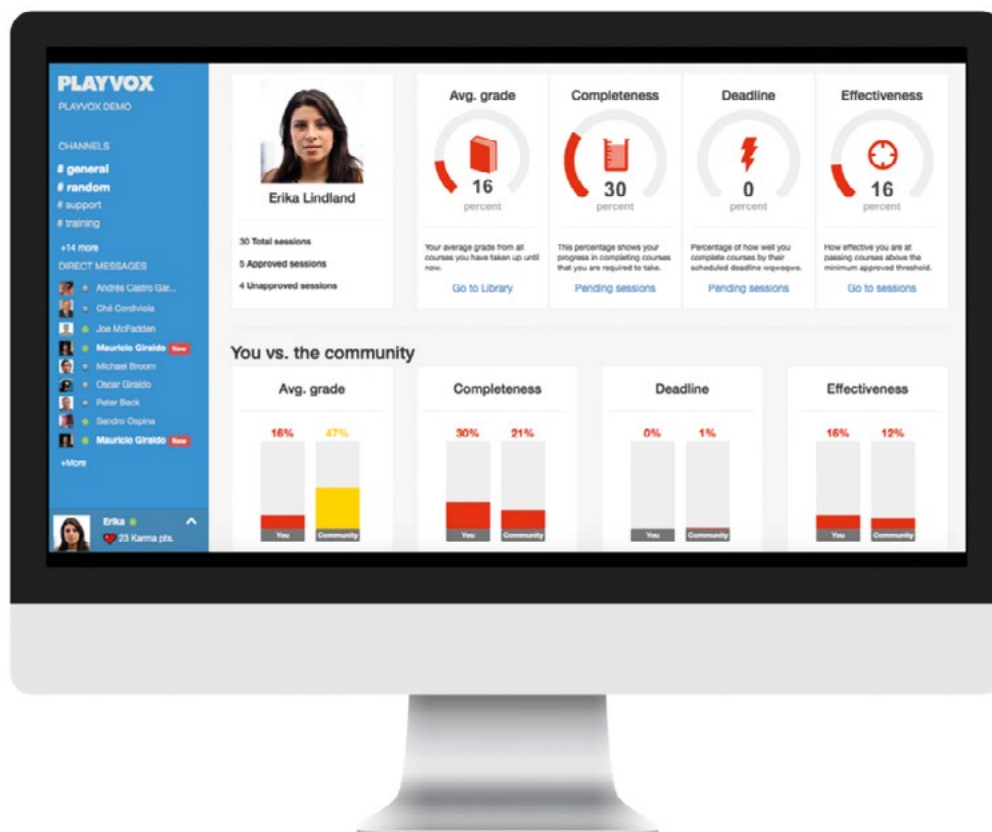 PLAYVOX
PLAYVOX DEMO
CHANNELS
# general
# random
# support
# training
+14 more
DIRECT MESSAGES
Andrés Castro Gar...
Ché Cordiviola
Joe McFadden
Mauricio Giraldo New
Michael Broom
Oscar Giraldo
Peter Beck
Sandro Ospina
Mauricio Giraldo New
+More
Erika
23 Karma pts.
Erika Lindland
30 Total sessions
5 Approved sessions
4 Unapproved sessions
Avg. grade
16
percent
Your average grade from all
courses you have taken up until
now.
Go to Library
Completeness
30
percent
This percentage shows your
progress in completing courses
that you are required to take.
Pending sessions
Deadline
0
percent
Percentage of how well you
complete courses by their
scheduled deadline wqweqwe.
Pending sessions
Effectiveness
16
percent
How effective you are at
passing courses above the
minimum approved threshold.
Go to sessions
You vs. the community
Avg. grade
16% 47%
You Community
Completeness
30% 21%
You Community
Deadline
0% 1%
You Community
Effectiveness
16% 12%
You Community